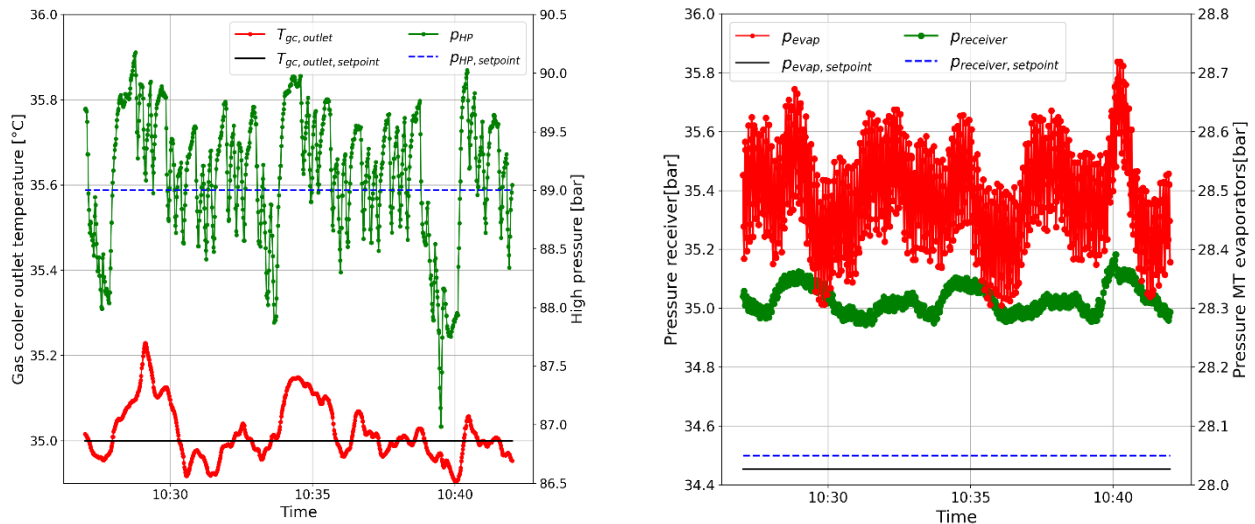 36.0
35.8
35.6
35.4
35.2
35.0
Gas cooler outlet temperature [°C]
T_gc, outlet
T_gc, outlet, setpoint
p_HP
p_HP, setpoint
90.5
90.0
89.5
89.0
88.5
88.0
87.5
87.0
86.5
High pressure [bar]
10:30 10:35 10:40
Time
36.0
35.8
35.6
35.4
35.2
35.0
34.8
34.6
34.4
Pressure receiver[bar]
p_evap
p_evap, setpoint
p_receiver
p_receiver, setpoint
28.8
28.7
28.6
28.5
28.4
28.3
28.2
28.1
28.0
Pressure MT evaporators[bar]
10:30 10:35 10:40
Time